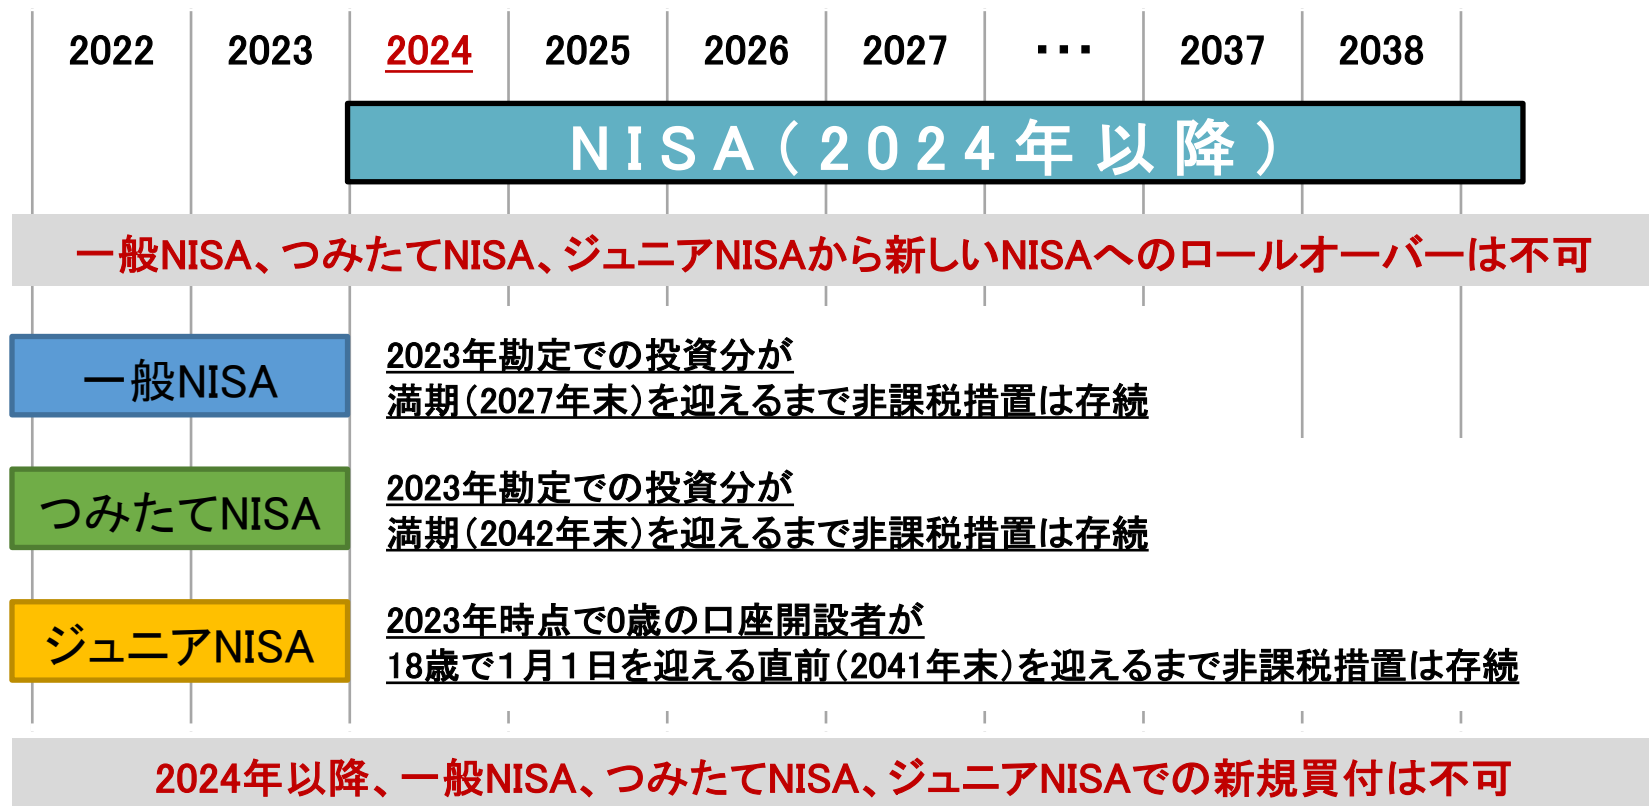 2022 2023 2024 2025 2026 2027 ・・・ 2037 2038
NISA(2024年以降)
一般NISA、つみたてNISA、ジュニアNISAから新しいNISAへのロールオーバーは不可
一般NISA
2023年勘定での投資分が
満期(2027年末)を迎えるまで非課税措置は存続
つみたてNISA
2023年勘定での投資分が
満期(2042年末)を迎えるまで非課税措置は存続
ジュニアNISA
2023年時点で0歳の口座開設者が
18歳で1月1日を迎える直前(2041年末)を迎えるまで非課税措置は存続
2024年以降、一般NISA、つみたてNISA、ジュニアNISAでの新規買付は不可